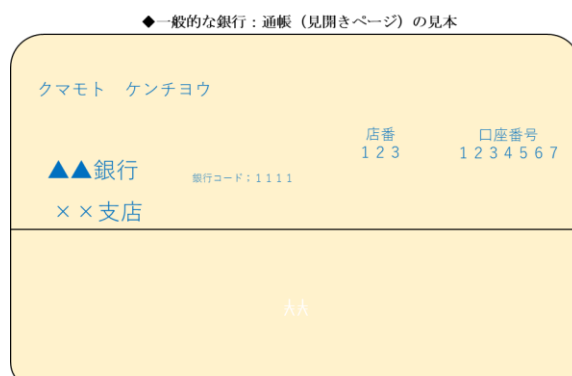 ◆一般的な銀行：通帳（見開きページ）の見本
クマモト　ケンチヨウ
店番　口座番号
１２３　１２３４５６７
▲▲銀行　銀行コード：１１１１
××支店